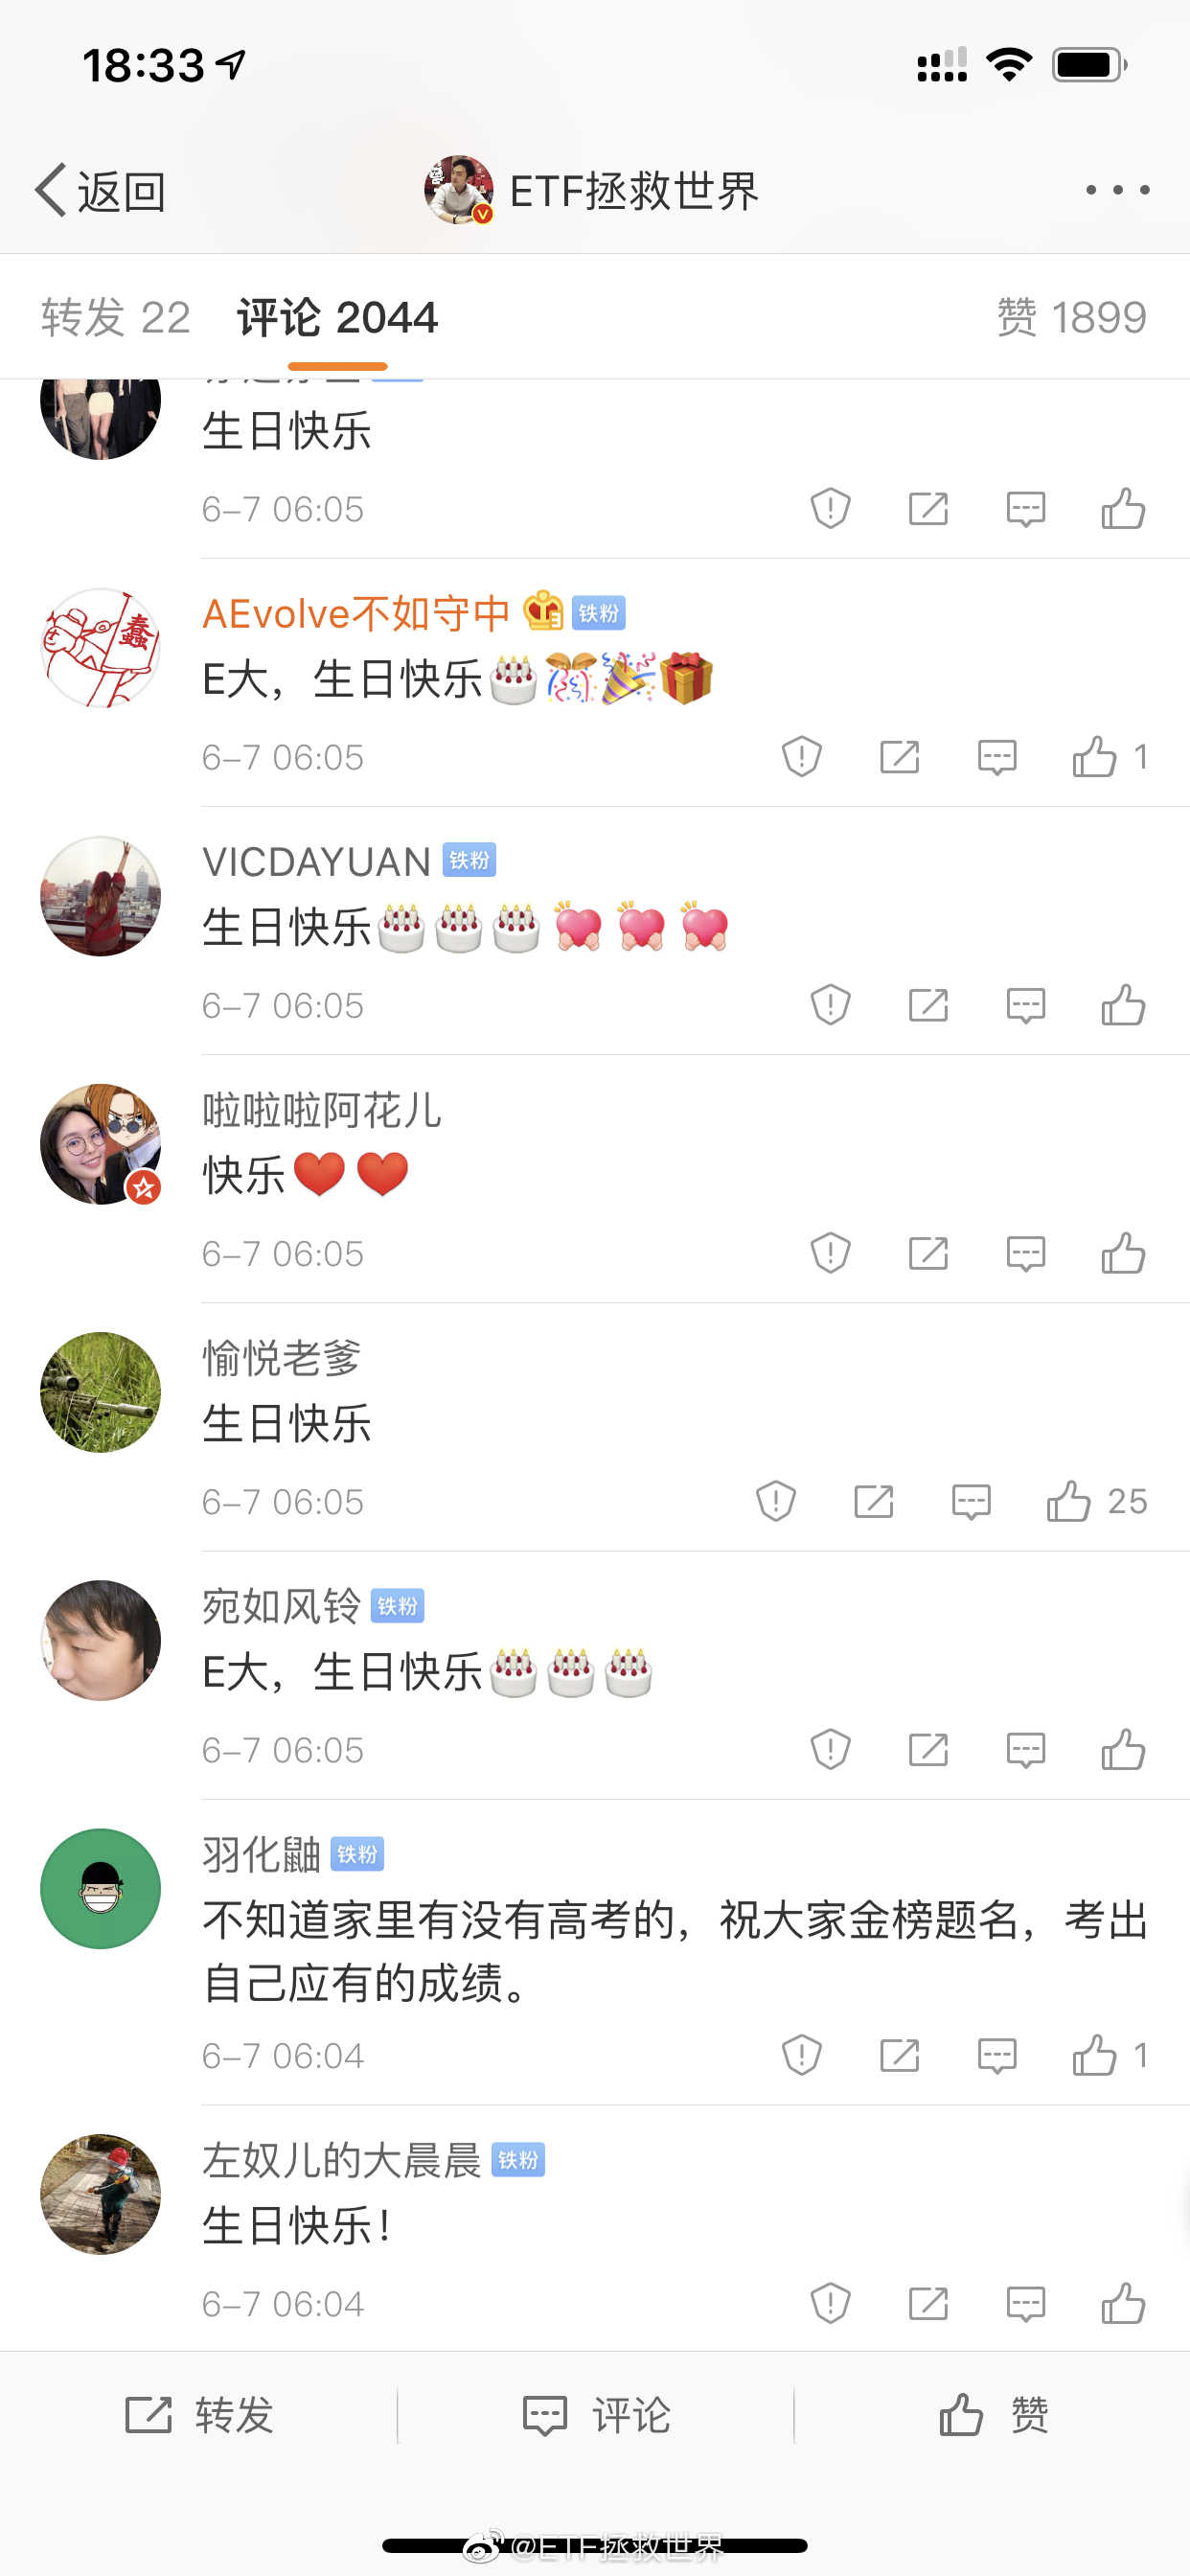 18:33
返回
ETF拯救世界
转发 22
评论 2044
赞 1899
生日快乐
6-7 06:05
AEvolve不如守中 铁粉
E大，生日快乐🎂🎊🎉🎁
6-7 06:05
1
VICDAYUAN 铁粉
生日快乐🎂🎂🎂
6-7 06:05
啦啦啦阿花儿
快乐❤️❤️
6-7 06:05
愉悦老爹
生日快乐
6-7 06:05
25
宛如风铃 铁粉
E大，生日快乐🎂🎂🎂
6-7 06:05
羽化鼬 铁粉
不知道家里有没有高考的，祝大家金榜题名，考出
自己应有的成绩。
6-7 06:04
1
左奴儿的大晨晨 铁粉
生日快乐！
6-7 06:04
转发
评论
赞
@ETF拯救世界